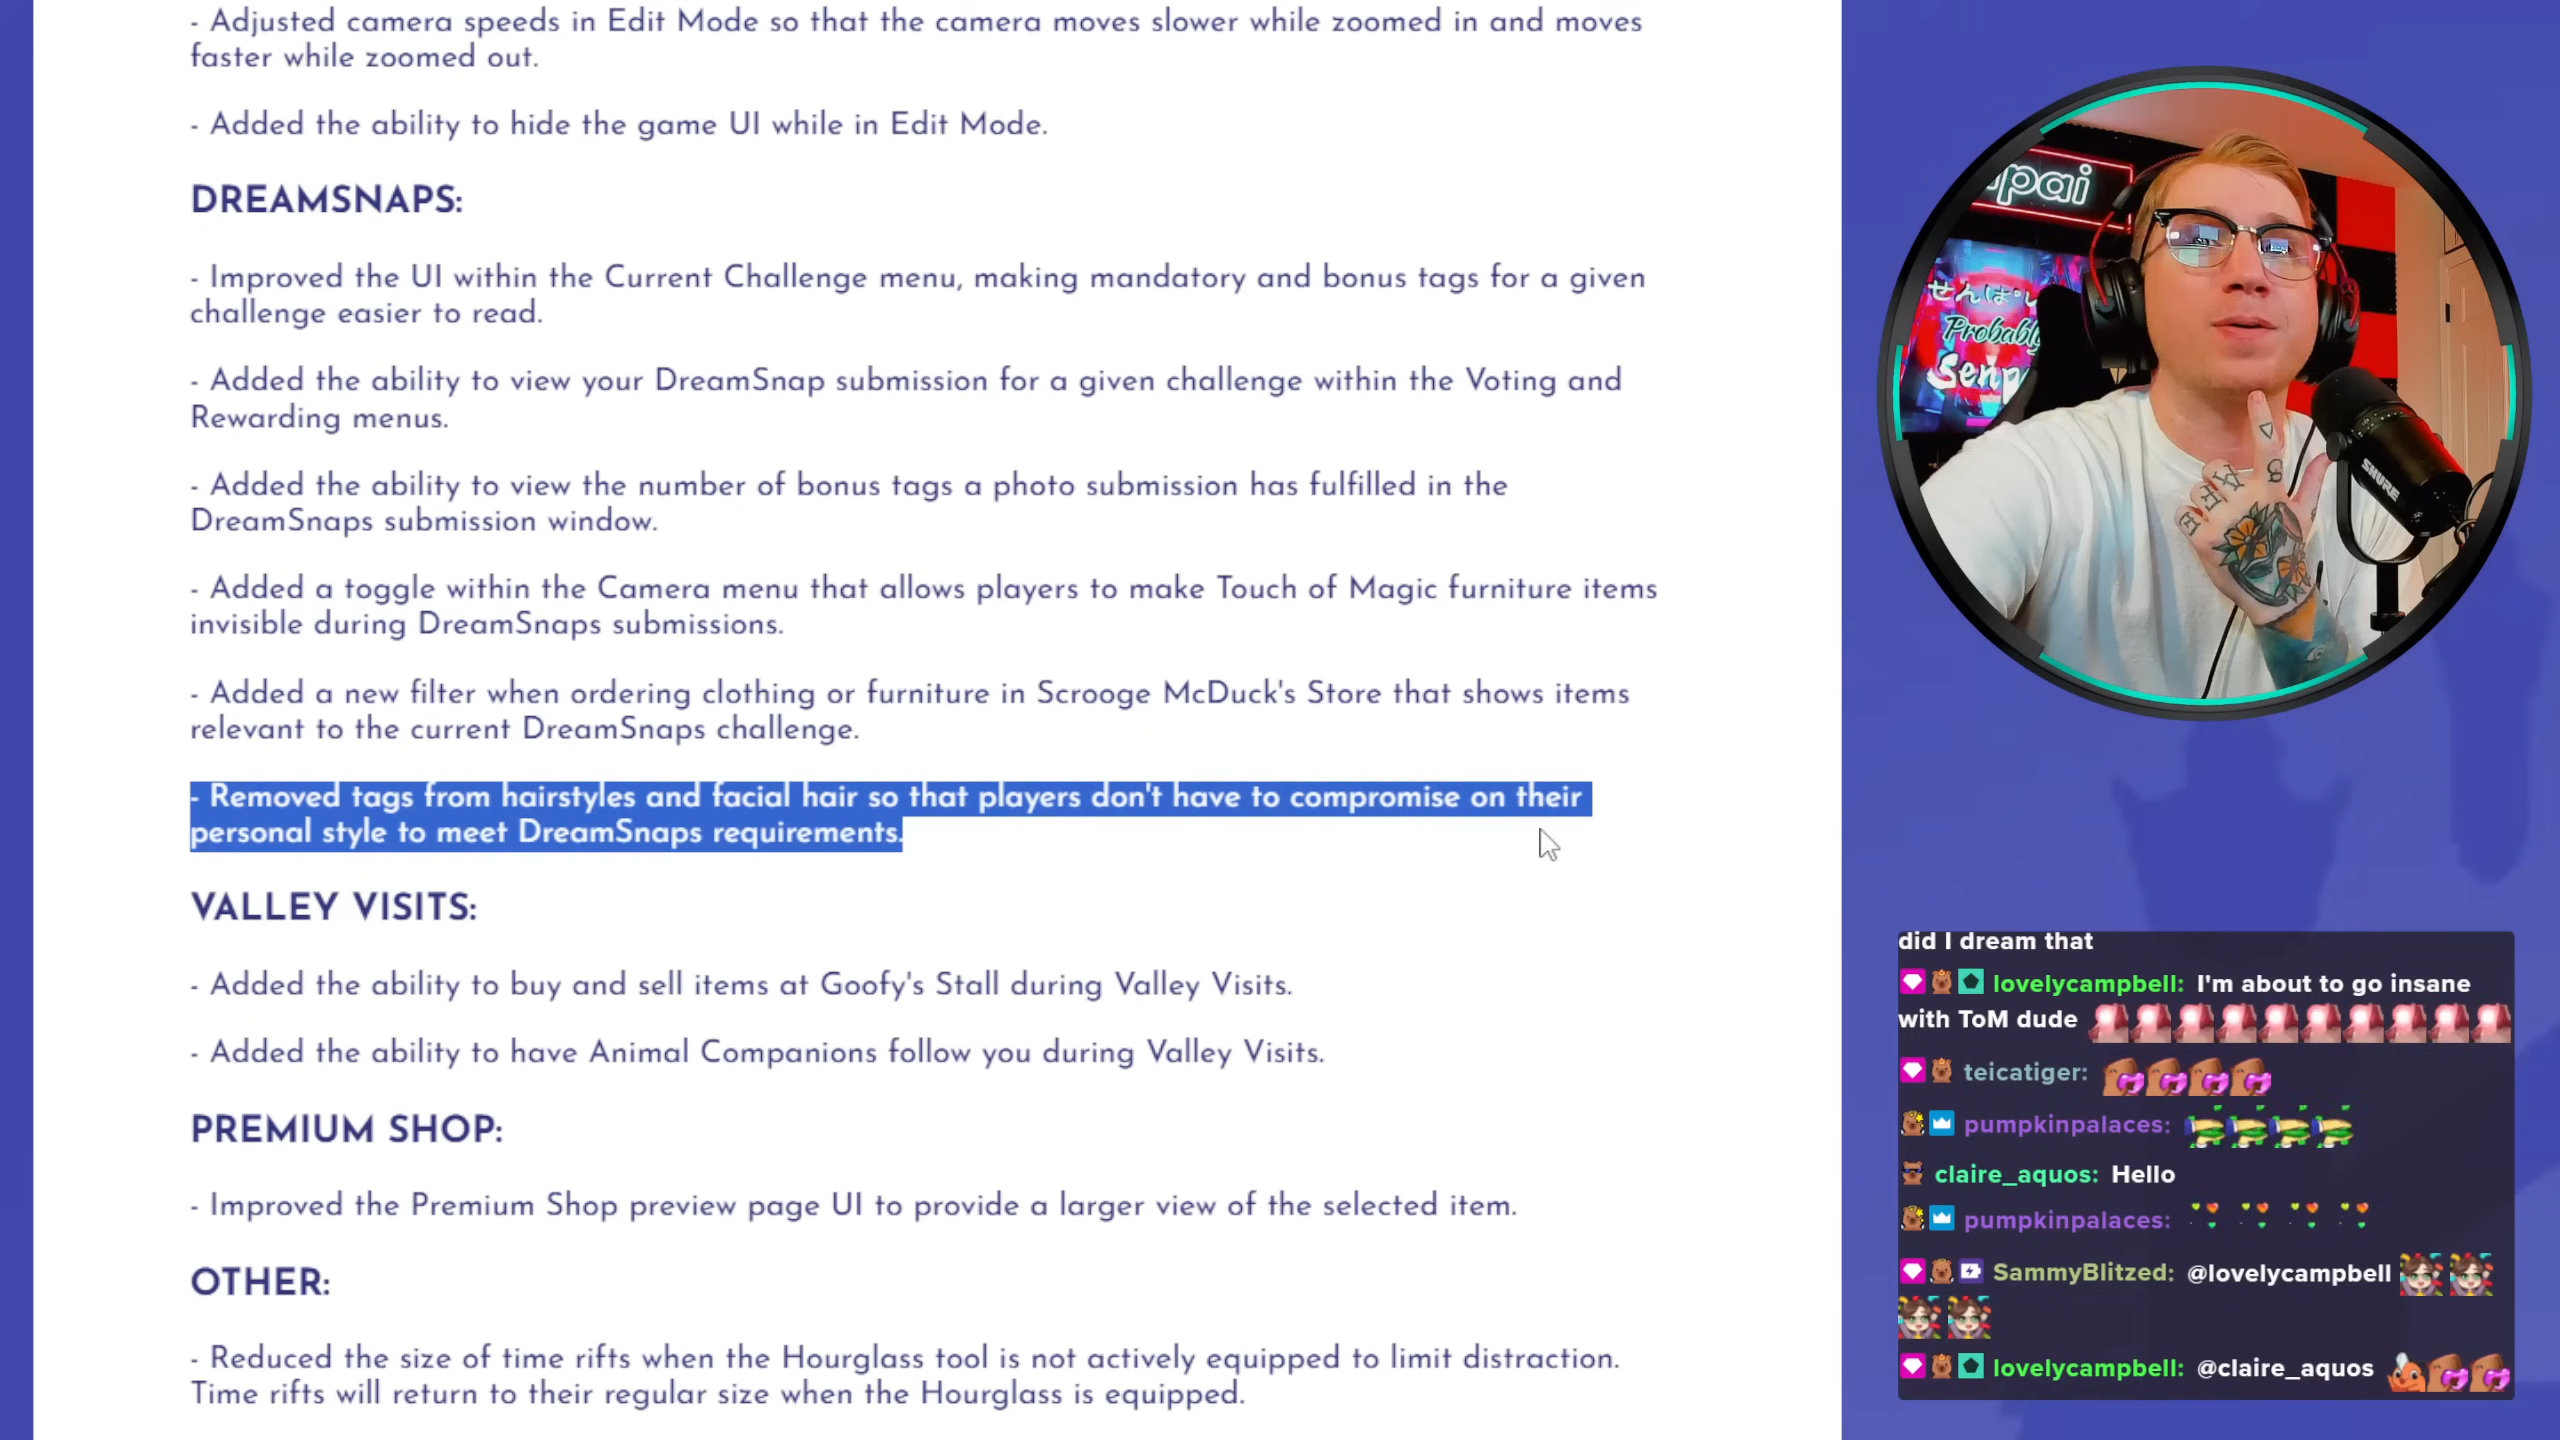 - Adjusted camera speeds in Edit Mode so that the camera moves slower while zoomed in and moves
faster while zoomed out.
- Added the ability to hide the game UI while in Edit Mode.
DREAMSNAPS:
- Improved the UI within the Current Challenge menu, making mandatory and bonus tags for a given
challenge easier to read.
- Added the ability to view your DreamSnap submission for a given challenge within the Voting and
Rewarding menus.
- Added the ability to view the number of bonus tags a photo submission has fulfilled in the
DreamSnaps submission window.
- Added a toggle within the Camera menu that allows players to make Touch of Magic furniture items
invisible during DreamSnaps submissions.
- Added a new filter when ordering clothing or furniture in Scrooge McDuck's Store that shows items
relevant to the current DreamSnaps challenge.
- Removed tags from hairstyles and facial hair so that players don't have to compromise on their
personal style to meet DreamSnaps requirements.
VALLEY VISITS:
- Added the ability to buy and sell items at Goofy's Stall during Valley Visits.
- Added the ability to have Animal Companions follow you during Valley Visits.
PREMIUM SHOP:
- Improved the Premium Shop preview page UI to provide a larger view of the selected item.
OTHER:
- Reduced the size of time rifts when the Hourglass tool is not actively equipped to limit distraction.
Time rifts will return to their regular size when the Hourglass is equipped.
pai
せんぱい
Probably
Senp
SHURE
did I dream that
lovelycampbell: I'm about to go insane
with ToM dude
teicatiger:
pumpkinpalaces:
claire_aquos: Hello
pumpkinpalaces:
SammyBlitzed: @lovelycampbell
lovelycampbell: @claire_aquos